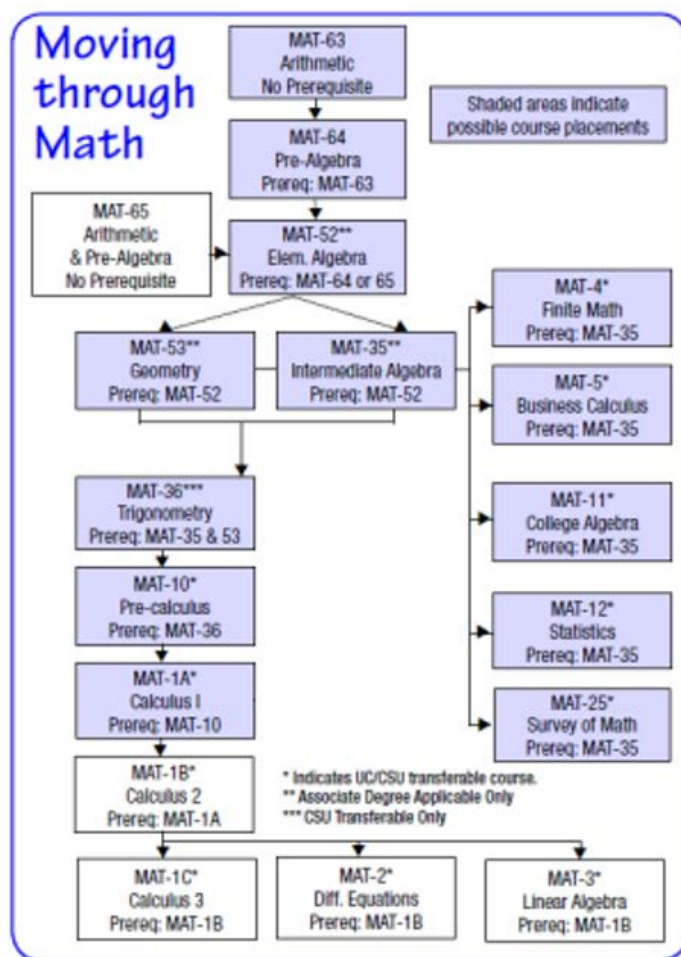 Moving
through
Math
MAT-63
Arithmetic
No Prerequisite
Shaded areas indicate
possible course placements
MAT-64
Pre-Algebra
Prereq: MAT-63
MAT-65
Arithmetic
& Pre-Algebra
No Prerequisite
MAT-52**
Elem. Algebra
Prereq: MAT-64 or 65
MAT-53**
Geometry
Prereq: MAT-52
MAT-35**
Intermediate Algebra
Prereq: MAT-52
MAT-4*
Finite Math
Prereq: MAT-35
MAT-5*
Business Calculus
Prereq: MAT-35
MAT-11*
College Algebra
Prereq: MAT-35
MAT-12*
Statistics
Prereq: MAT-35
MAT-25*
Survey of Math
Prereq: MAT-35
MAT-36***
Trigonometry
Prereq: MAT-35 & 53
MAT-10*
Pre-calculus
Prereq: MAT-36
MAT-1A*
Calculus I
Prereq: MAT-10
MAT-1B*
Calculus 2
Prereq: MAT-1A
* Indicates UC/CSU transferable course.
** Associate Degree Applicable Only
*** CSU Transferable Only
MAT-1C*
Calculus 3
Prereq: MAT-1B
MAT-2*
Diff. Equations
Prereq: MAT-1B
MAT-3*
Linear Algebra
Prereq: MAT-1B